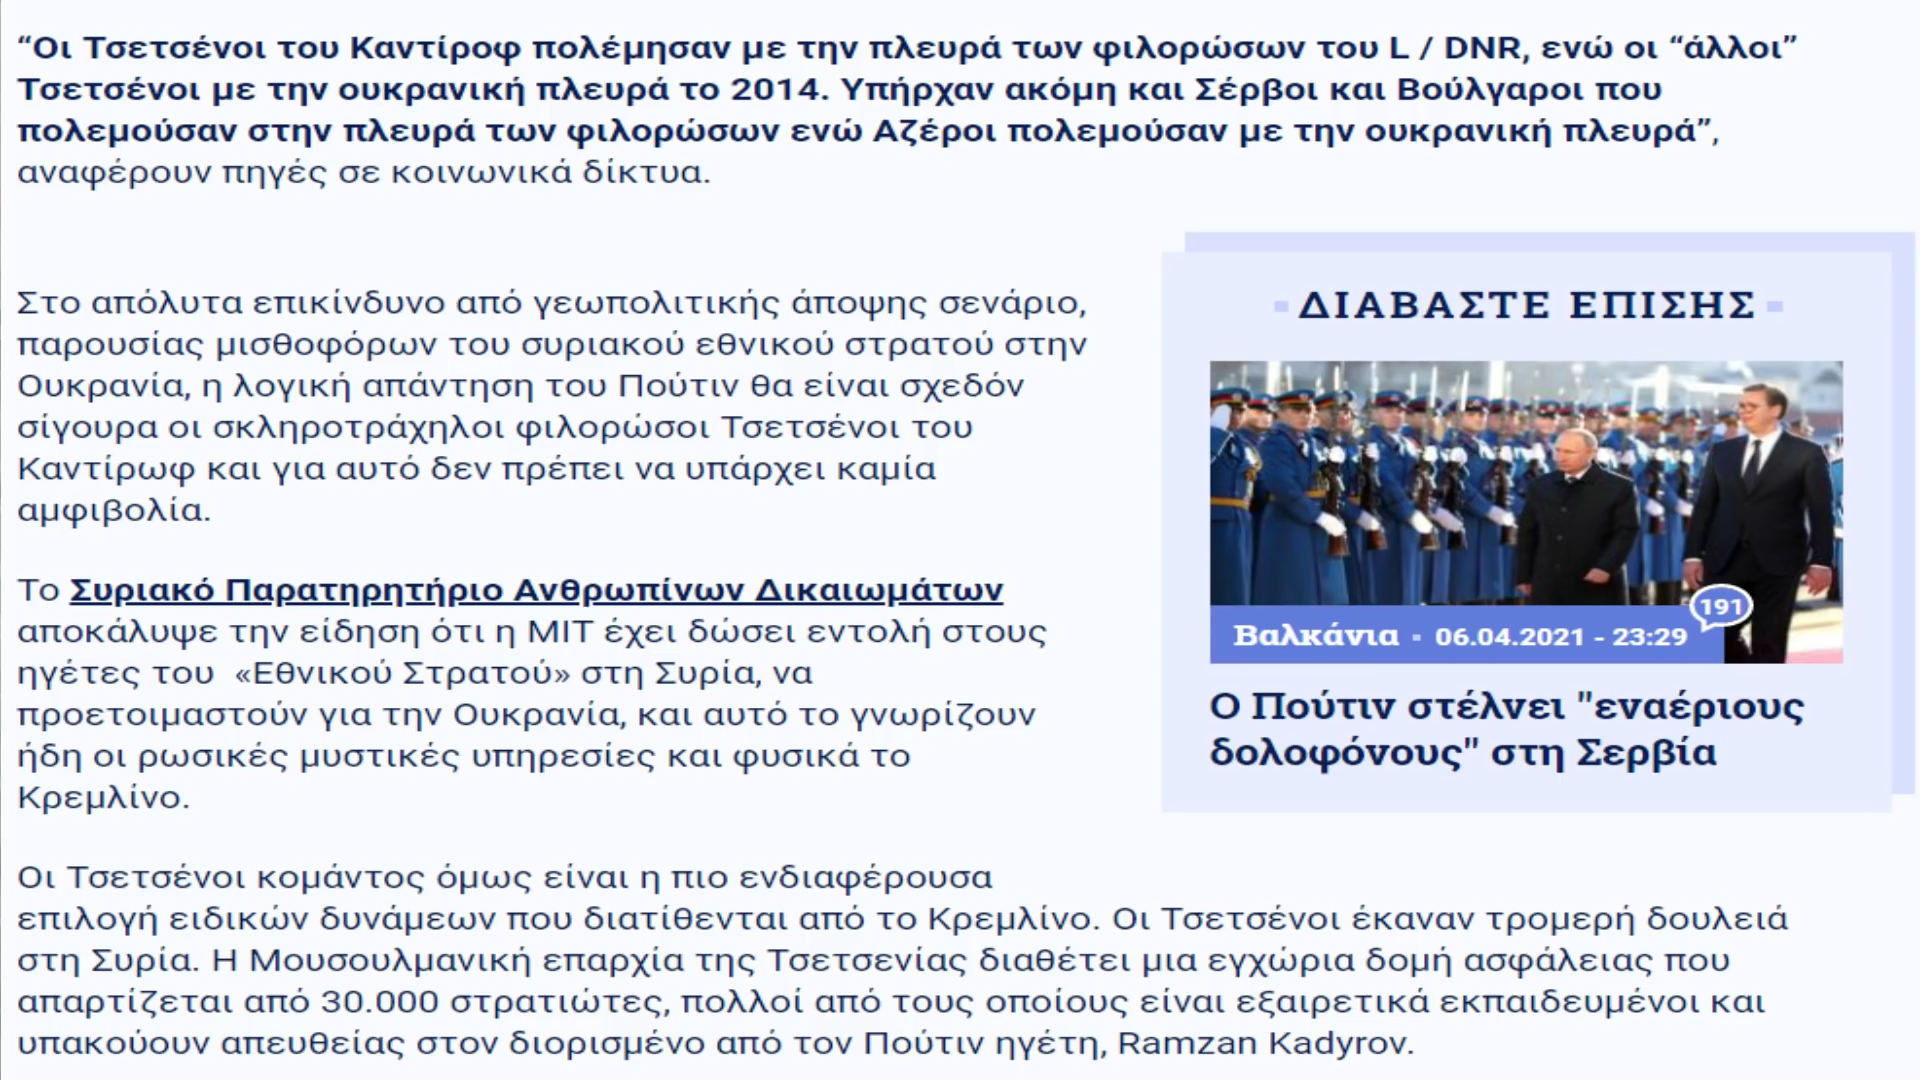 “Οι Τσετσένοι του Καντίροφ πολέμησαν με την πλευρά των φιλορώσων του L / DNR, ενώ οι “άλλοι”
Τσετσένοι με την ουκρανική πλευρά το 2014. Υπήρχαν ακόμη και Σέρβοι και Βούλγαροι που
πολεμούσαν στην πλευρά των φιλορώσων ενώ Αζέροι πολεμούσαν με την ουκρανική πλευρά”,
αναφέρουν πηγές σε κοινωνικά δίκτυα.
Στο απόλυτα επικίνδυνο από γεωπολιτικής άποψης σενάριο,
παρουσίας μισθοφόρων του συριακού εθνικού στρατού στην
Ουκρανία, η λογική απάντηση του Πούτιν θα είναι σχεδόν
σίγουρα οι σκληροτράχηλοι φιλορώσοι Τσετσένοι του
Καντίρωφ και για αυτό δεν πρέπει να υπάρχει καμία
αμφιβολία.
Το Συριακό Παρατηρητήριο Ανθρωπίνων Δικαιωμάτων
αποκάλυψε την είδηση ότι η ΜΙΤ έχει δώσει εντολή στους
ηγέτες του «Εθνικού Στρατού» στη Συρία, να
προετοιμαστούν για την Ουκρανία, και αυτό το γνωρίζουν
ήδη οι ρωσικές μυστικές υπηρεσίες και φυσικά το
Κρεμλίνο.
Οι Τσετσένοι κομάντος όμως είναι η πιο ενδιαφέρουσα
επιλογή ειδικών δυνάμεων που διατίθενται από το Κρεμλίνο. Οι Τσετσένοι έκαναν τρομερή δουλειά
στη Συρία. Η Μουσουλμανική επαρχία της Τσετσενίας διαθέτει μια εγχώρια δομή ασφάλειας που
απαρτίζεται από 30.000 στρατιώτες, πολλοί από τους οποίους είναι εξαιρετικά εκπαιδευμένοι και
υπακούουν απευθείας στον διορισμένο από τον Πούτιν ηγέτη, Ramzan Kadyrov.
ΔΙΑΒΑΣΤΕ ΕΠΙΣΗΣ
191
Βαλκάνια ▪ 06.04.2021 - 23:29
Ο Πούτιν στέλνει "εναέριους
δολοφόνους" στη Σερβία